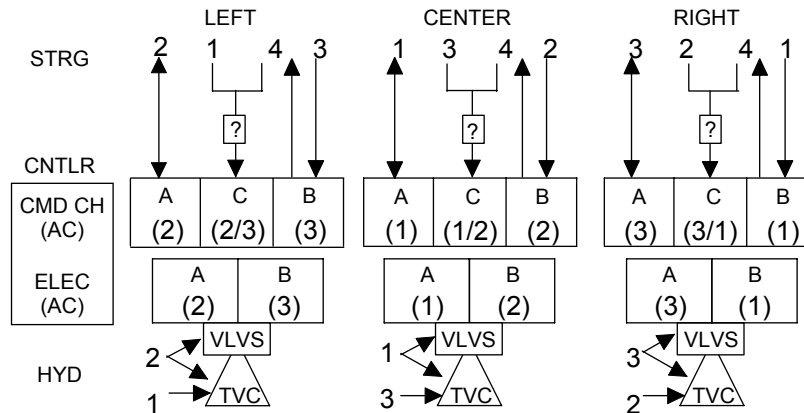 LEFT CENTER RIGHT
STRG 2 1 4 3 1 3 4 2 3 2 4 1
? ? ?
CNTLR
CMD CH A C B A C B A C B
(AC) (2) (2/3) (3) (1) (1/2) (2) (3) (3/1) (1)
ELEC A B A B A B
(AC) (2) (3) (1) (2) (3) (1)
VLVS VLVS VLVS
2 1 3
HYD
1 TVC 3 TVC 2 TVC